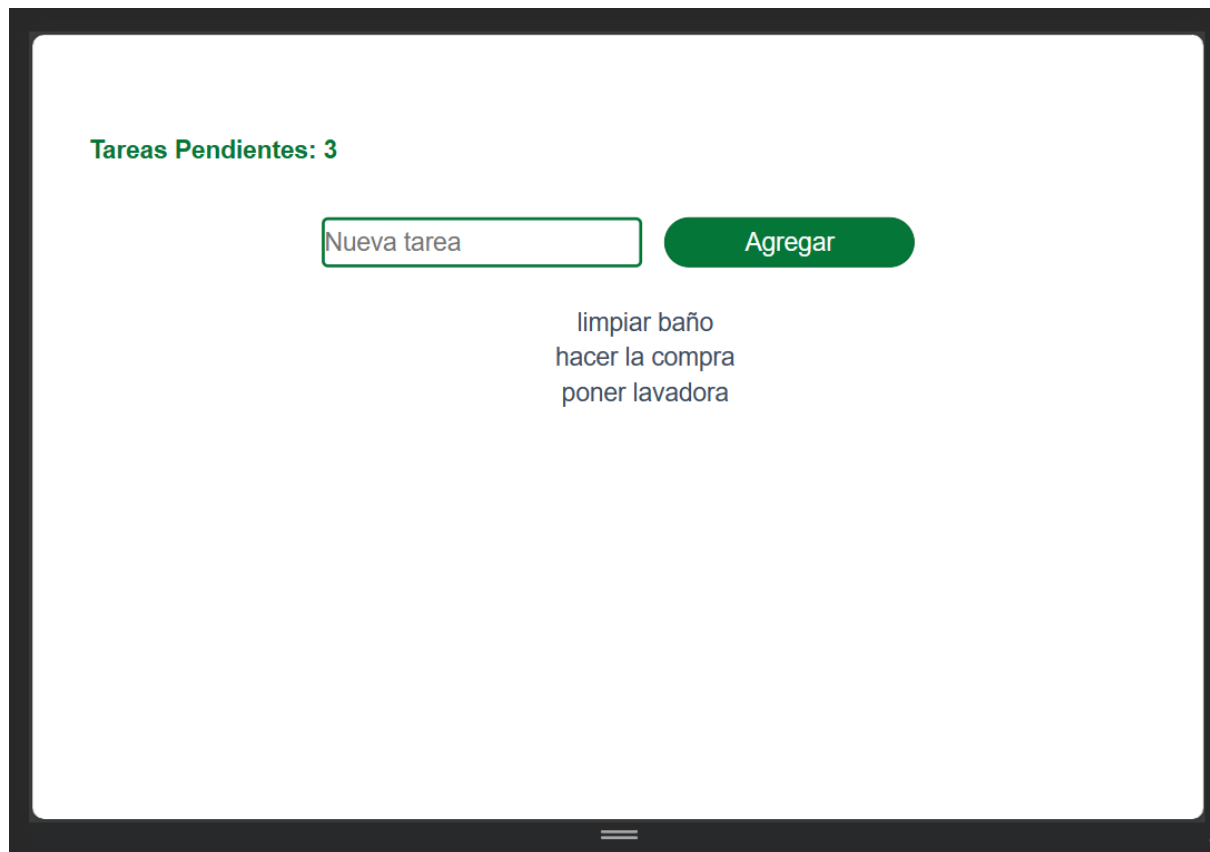 Tareas Pendientes: 3
Nueva tarea
Agregar
limpiar baño
hacer la compra
poner lavadora